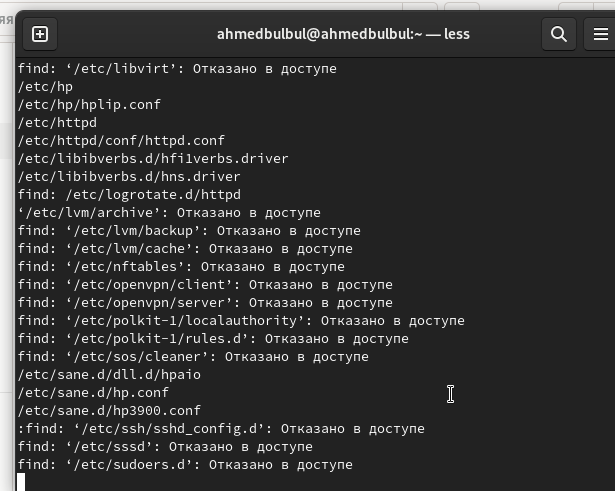 яя
ahmedbulbul@ahmedbulbul:~ — less
find: ‘/etc/libvirt’: Отказано в доступе
/etc/hp
/etc/hp/hplip.conf
/etc/httpd
/etc/httpd/conf/httpd.conf
/etc/libibverbs.d/hfi1verbs.driver
/etc/libibverbs.d/hns.driver
find: /etc/logrotate.d/httpd
‘/etc/lvm/archive’: Отказано в доступе
find: ‘/etc/lvm/backup’: Отказано в доступе
find: ‘/etc/lvm/cache’: Отказано в доступе
find: ‘/etc/nftables’: Отказано в доступе
find: ‘/etc/openvpn/client’: Отказано в доступе
find: ‘/etc/openvpn/server’: Отказано в доступе
find: ‘/etc/polkit-1/localauthority’: Отказано в доступе
find: ‘/etc/polkit-1/rules.d’: Отказано в доступе
find: ‘/etc/sos/cleaner’: Отказано в доступе
/etc/sane.d/dll.d/hpaio
/etc/sane.d/hp.conf
/etc/sane.d/hp3900.conf
:find: ‘/etc/ssh/sshd_config.d’: Отказано в доступе
find: ‘/etc/sssd’: Отказано в доступе
find: ‘/etc/sudoers.d’: Отказано в доступе